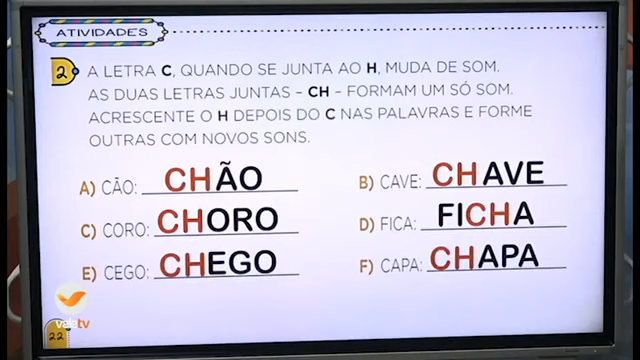 ATIVIDADES
2 A LETRA C, QUANDO SE JUNTA AO H, MUDA DE SOM.
AS DUAS LETRAS JUNTAS – CH – FORMAM UM SÓ SOM.
ACRESCENTE O H DEPOIS DO C NAS PALAVRAS E FORME
OUTRAS COM NOVOS SONS.
A) CÃO: CHÃO B) CAVE: CHAVE
C) CORO: CHORO D) FICA: FICHA
E) CEGO: CHEGO F) CAPA: CHAPA
22